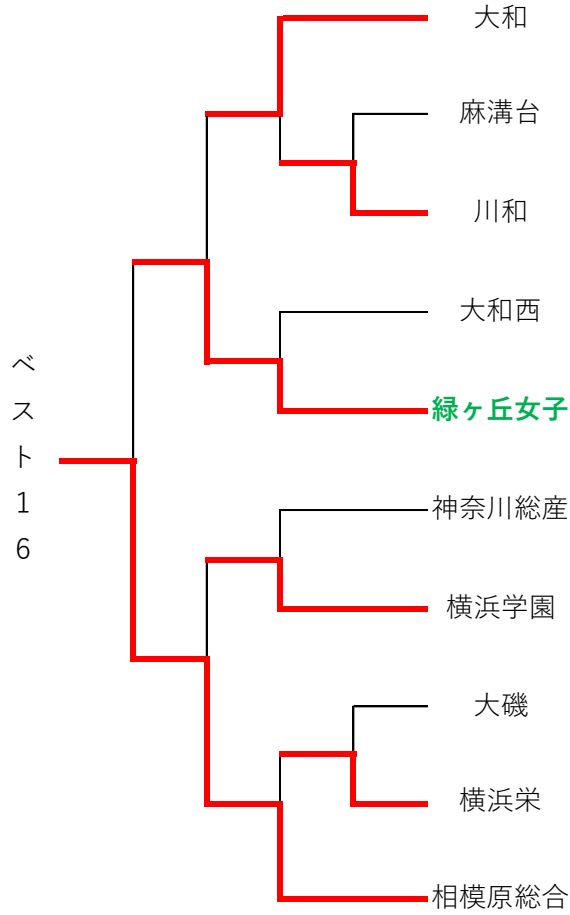 大和
麻溝台
川和
大和西
緑ヶ丘女子
神奈川総産
横浜学園
大磯
横浜栄
相模原総合
ベスト16